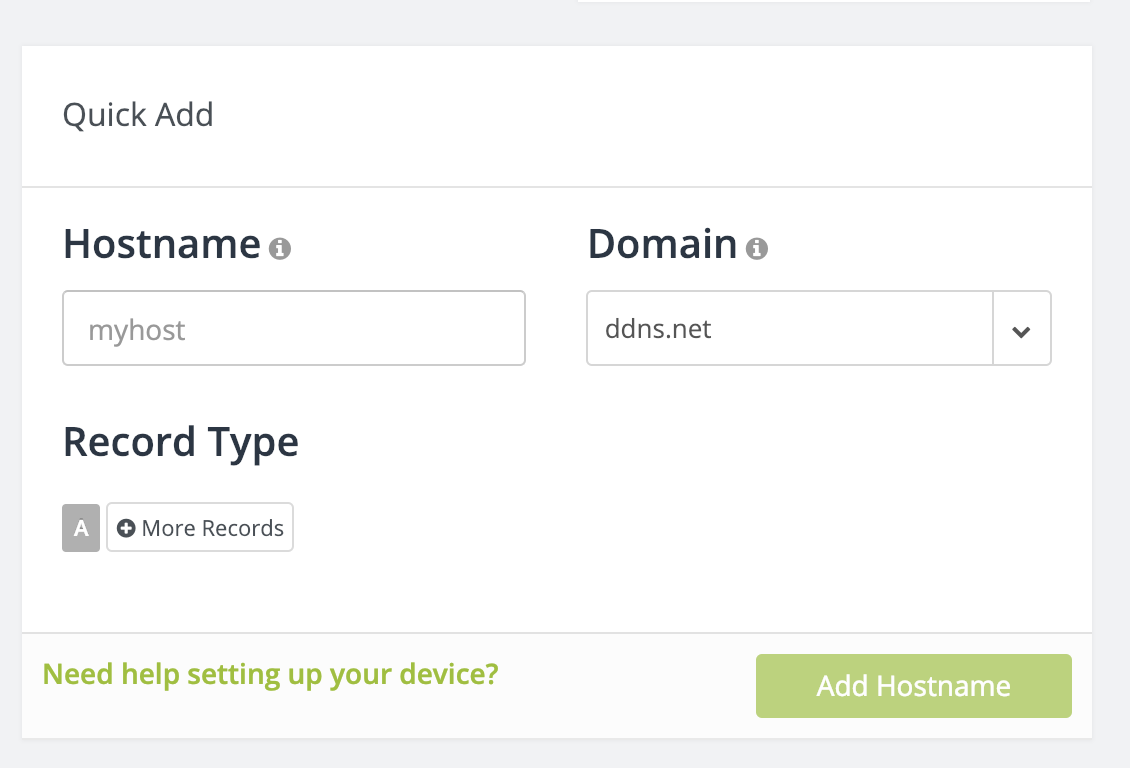 Quick Add
Hostname
Domain
myhost
ddns.net
Record Type
A
More Records
Need help setting up your device?
Add Hostname